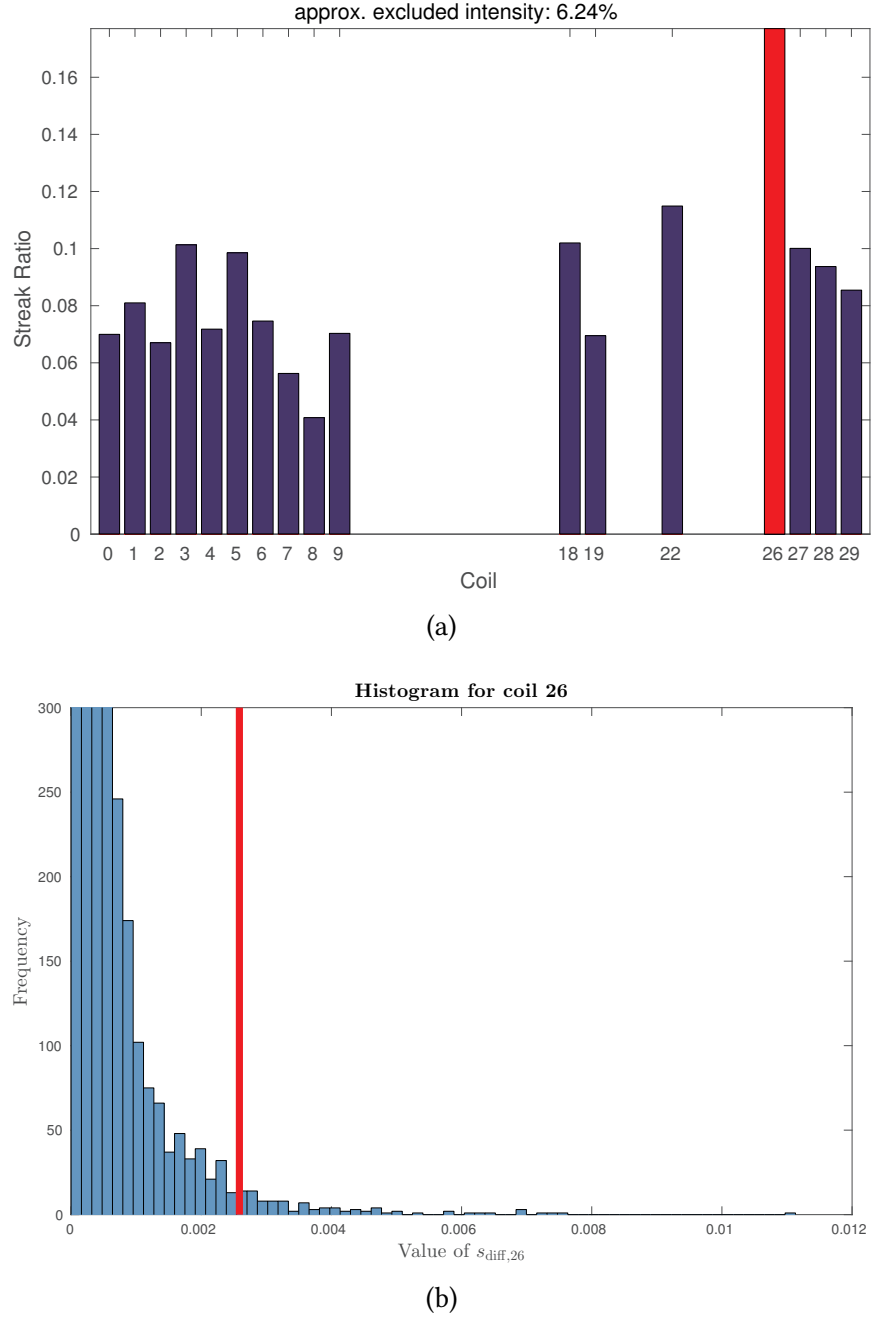 approx. excluded intensity: 6.24%
0.16
0.14
0.12
0.1
0.08
0.06
0.04
0.02
0
Streak Ratio
0 1 2 3 4 5 6 7 8 9 18 19 22 26 27 28 29
Coil
(a)
Histogram for coil 26
300
250
200
150
100
50
0
Frequency
0 0.002 0.004 0.006 0.008 0.01 0.012
Value of s_diff,26
(b)